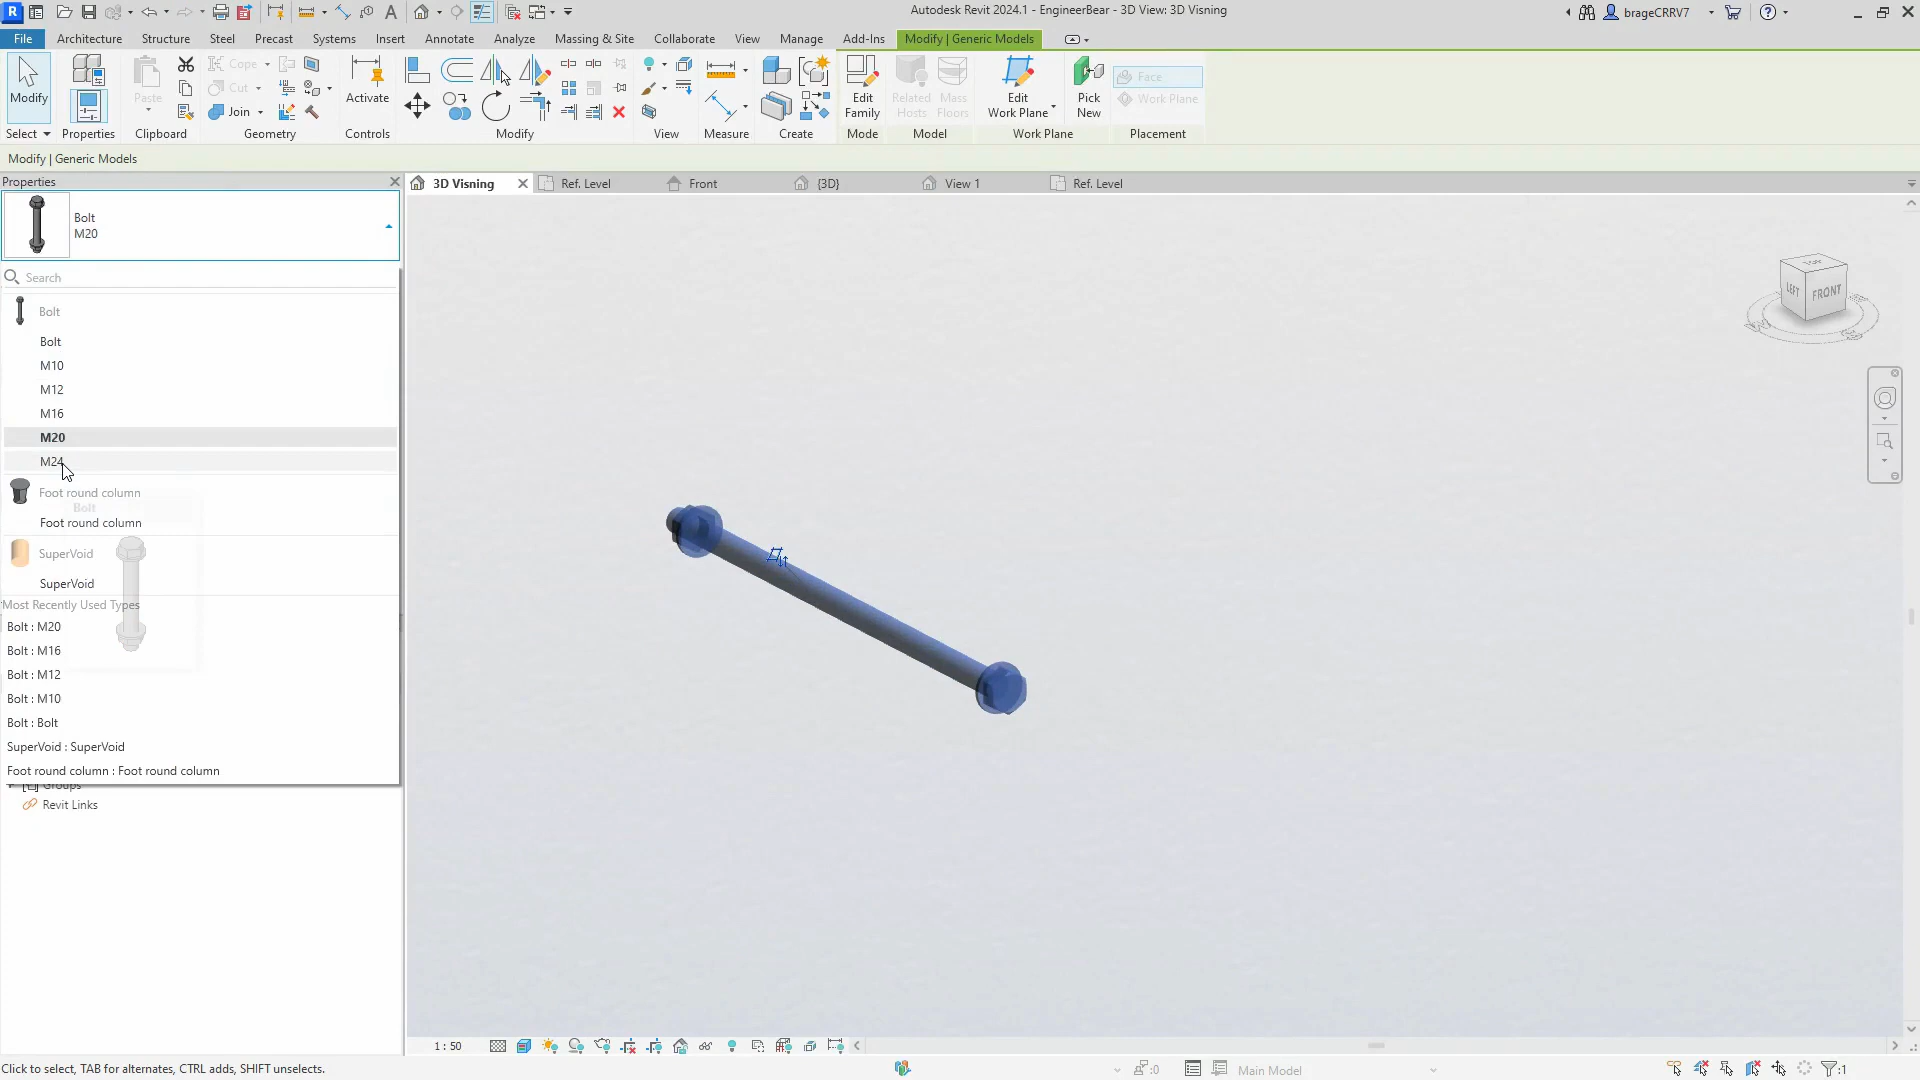 Autodesk Revit 2024.1 - EngineerBear - 3D View: 3D Visning
brageCRRV7
File Architecture Structure Steel Precast Systems Insert Annotate Analyze Massing & Site Collaborate View Manage Add-Ins Modify | Generic Models
Modify
Paste
Cope
Cut
Join
Activate
Edit
Family
Related
Hosts
Mass
Floors
Edit
Work Plane
Pick
New
Face
Work Plane
Select Properties Clipboard Geometry Controls Modify View Measure Create Mode Model Work Plane Placement
Modify | Generic Models
Properties
3D Visning Ref. Level Front {3D} View 1 Ref. Level
Bolt
M20
Search
Bolt
Bolt
M10
M12
M16
M20
M24
Foot round column
Bolt
Foot round column
SuperVoid
SuperVoid
Most Recently Used Types
Bolt : M20
Bolt : M16
Bolt : M12
Bolt : M10
Bolt : Bolt
SuperVoid : SuperVoid
Foot round column : Foot round column
Groups
Revit Links
TOP
LEFT
FRONT
1 : 50
Click to select, TAB for alternates, CTRL adds, SHIFT unselects.
:0
Main Model
:1